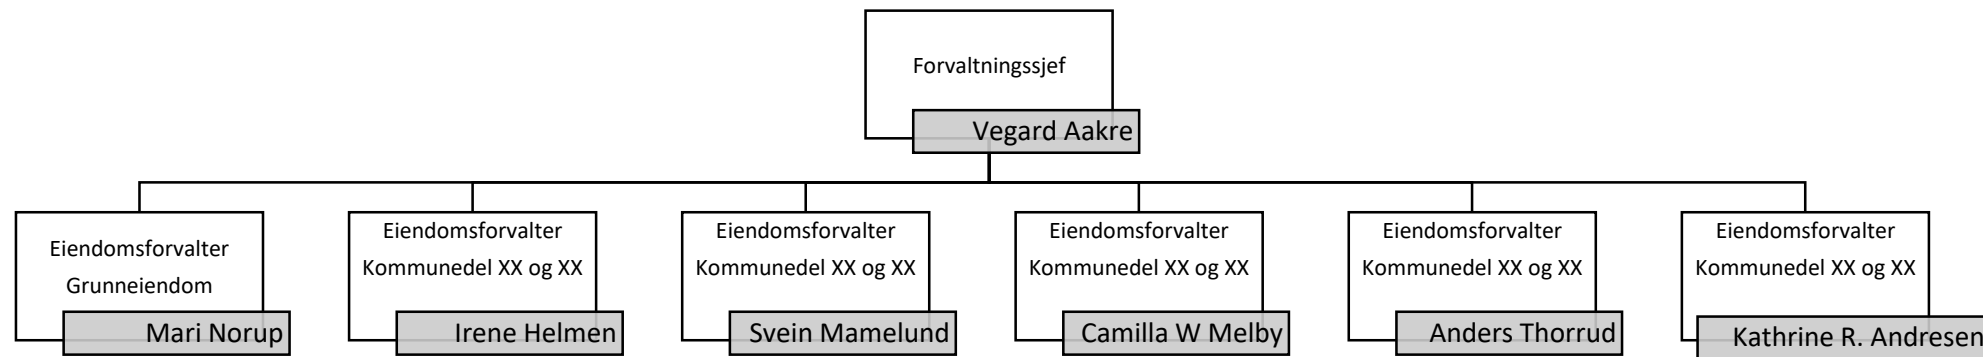 Forvaltningssjef
Vegard Aakre
Eiendomsforvalter
Grunneiendom
Mari Norup
Eiendomsforvalter
Kommunedel XX og XX
Irene Helmen
Eiendomsforvalter
Kommunedel XX og XX
Svein Mamelund
Eiendomsforvalter
Kommunedel XX og XX
Camilla W Melby
Eiendomsforvalter
Kommunedel XX og XX
Anders Thorrud
Eiendomsforvalter
Kommunedel XX og XX
Kathrine R. Andresen